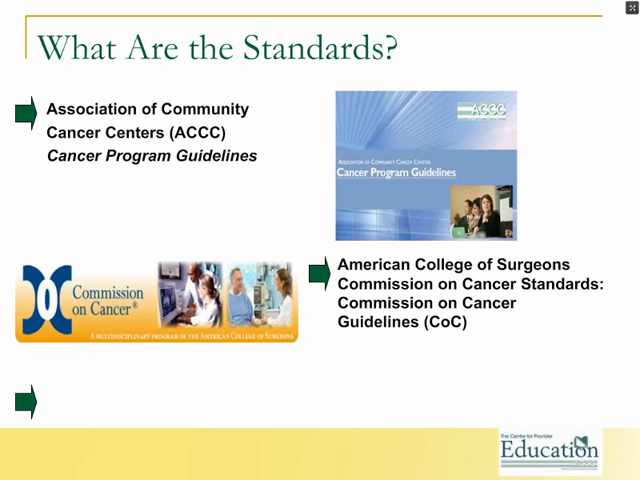 What Are the Standards?
Association of Community
Cancer Centers (ACCC)
Cancer Program Guidelines
ACCC
ASSOCIATION OF COMMUNITY CANCER CENTERS
Cancer Program Guidelines
American College of Surgeons
Commission on Cancer Standards:
Commission on Cancer
Guidelines (CoC)
Commission
on Cancer®
A MULTIDISCIPLINARY PROGRAM OF THE AMERICAN COLLEGE OF SURGEONS
The Center for Provider
Education